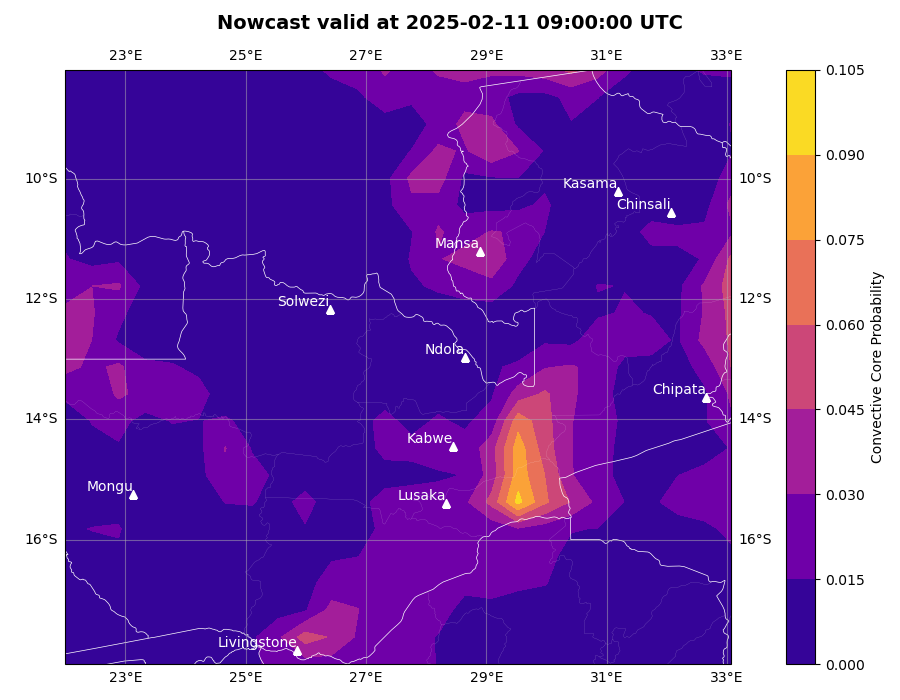 Nowcast valid at 2025-02-11 09:00:00 UTC
23°E 25°E 27°E 29°E 31°E 33°E
0.105
0.090
10°S 10°S
Kasama
Chinsali
0.075
Mansa
12°S 12°S
Solwezi
0.060
Ndola
Chipata
0.045
14°S 14°S
Kabwe
Mongu
Lusaka
0.030
16°S 16°S
0.015
Livingstone
0.000
23°E 25°E 27°E 29°E 31°E 33°E
Convective Core Probability